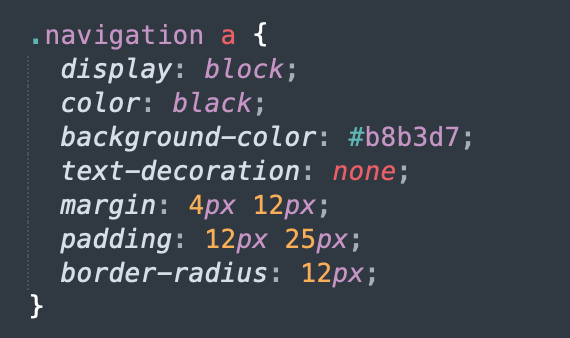 .navigation a {
  display: block;
  color: black;
  background-color: #b8b3d7;
  text-decoration: none;
  margin: 4px 12px;
  padding: 12px 25px;
  border-radius: 12px;
}